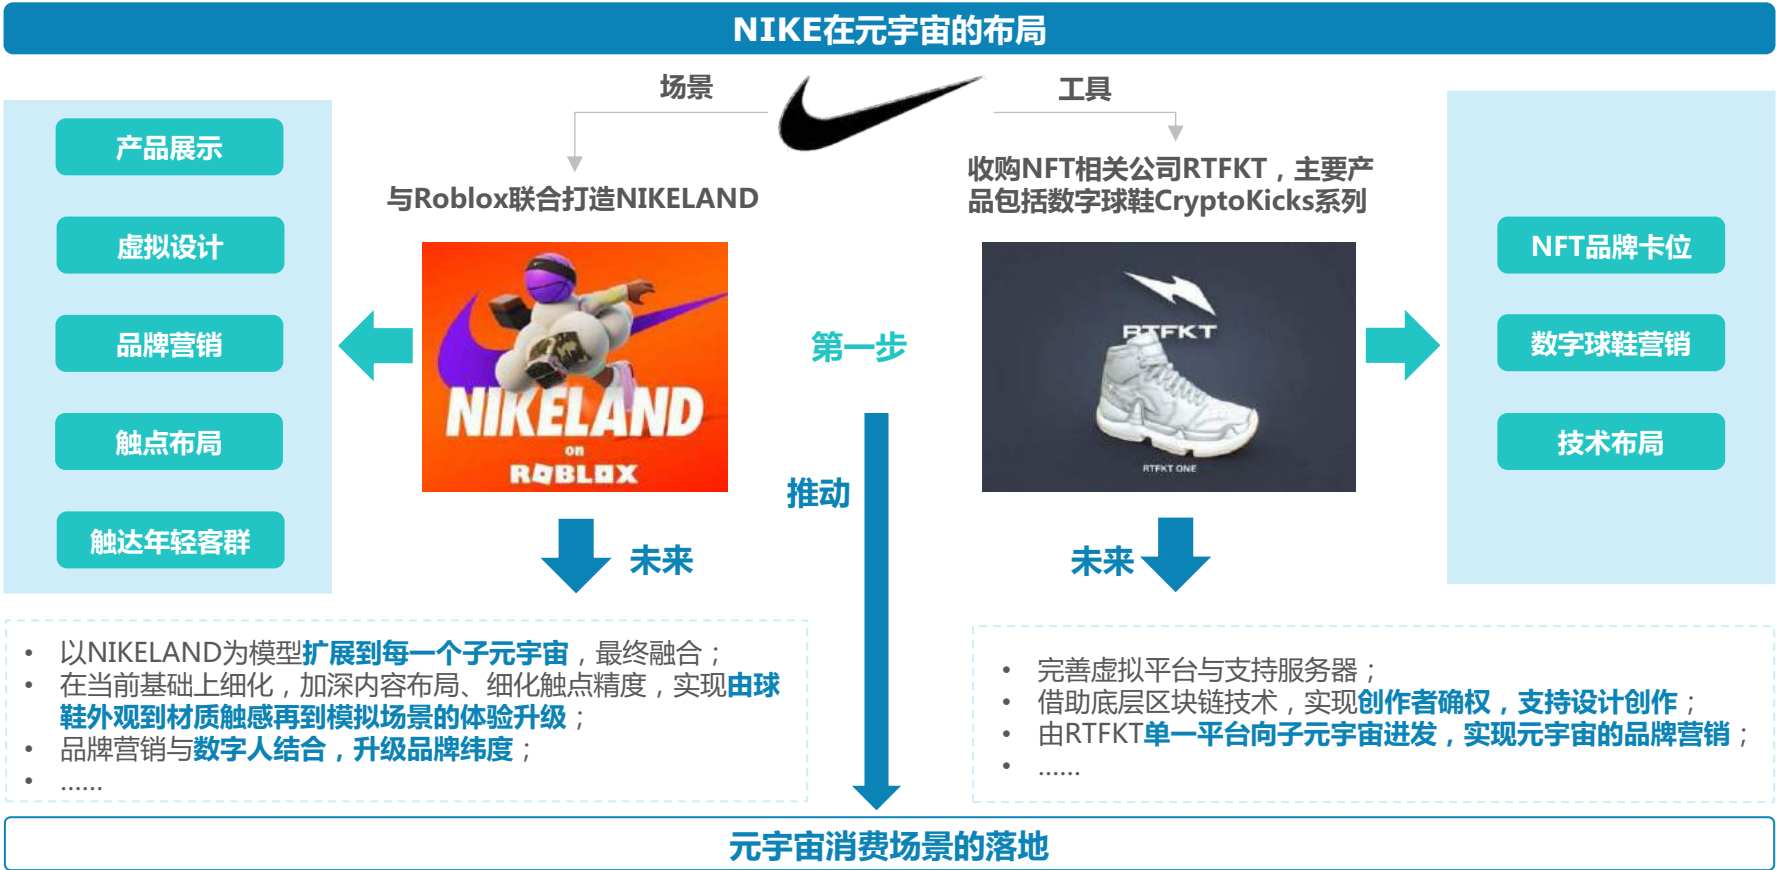 NIKE在元宇宙的布局
场景
工具
产品展示
虚拟设计
品牌营销
触点布局
触达年轻客群
与Roblox联合打造NIKELAND
NIKELAND
on
ROBLOX
收购NFT相关公司RTFKT，主要产
品包括数字球鞋CryptoKicks系列
RTFKT
RTFKT ONE
NFT品牌卡位
数字球鞋营销
技术布局
第一步
推动
未来
未来
• 以NIKELAND为模型扩展到每一个子元宇宙，最终融合；
• 在当前基础上细化，加深内容布局、细化触点精度，实现由球
鞋外观到材质触感再到模拟场景的体验升级；
• 品牌营销与数字人结合，升级品牌纬度；
• ……
• 完善虚拟平台与支持服务器；
• 借助底层区块链技术，实现创作者确权，支持设计创作；
• 由RTFKT单一平台向子元宇宙进发，实现元宇宙的品牌营销；
• ……
元宇宙消费场景的落地